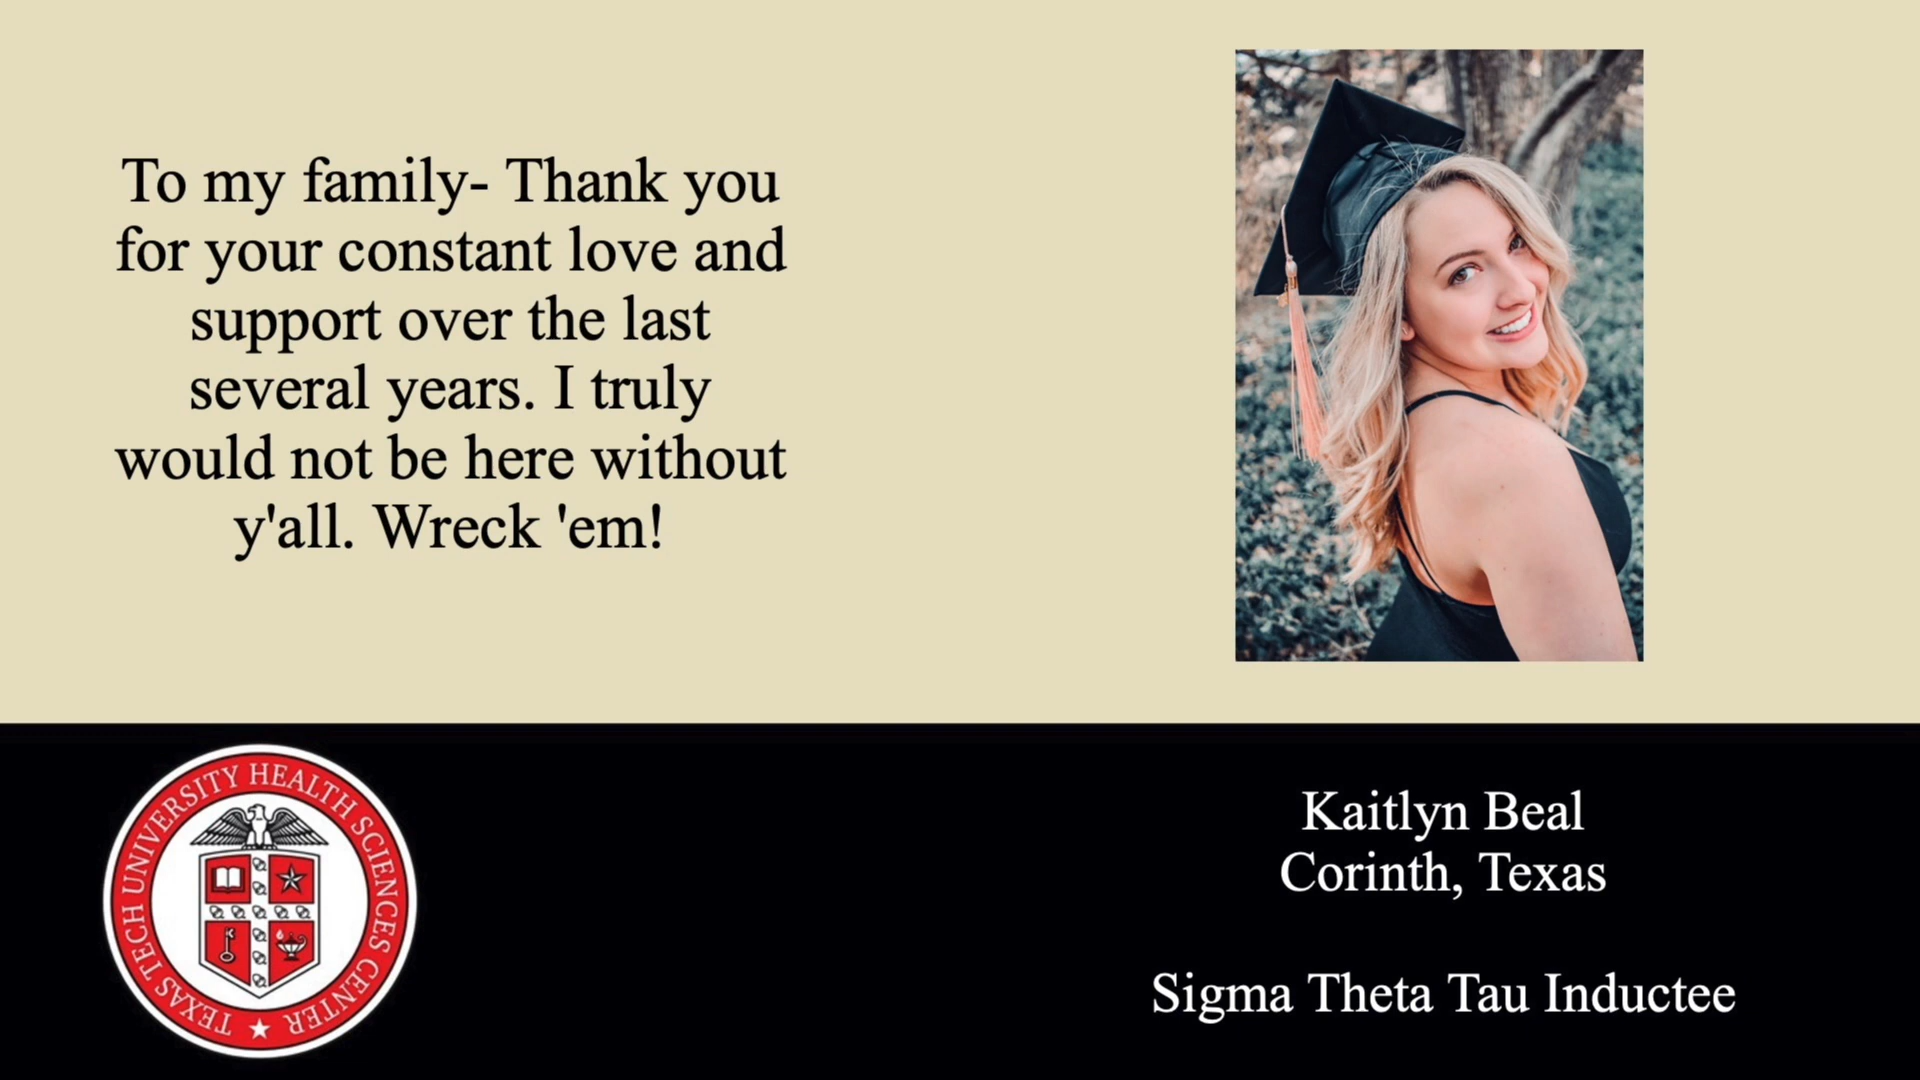 To my family- Thank you
for your constant love and
support over the last
several years. I truly
would not be here without
y'all. Wreck 'em!
TEXAS TECH UNIVERSITY HEALTH SCIENCES CENTER
Kaitlyn Beal
Corinth, Texas
Sigma Theta Tau Inductee